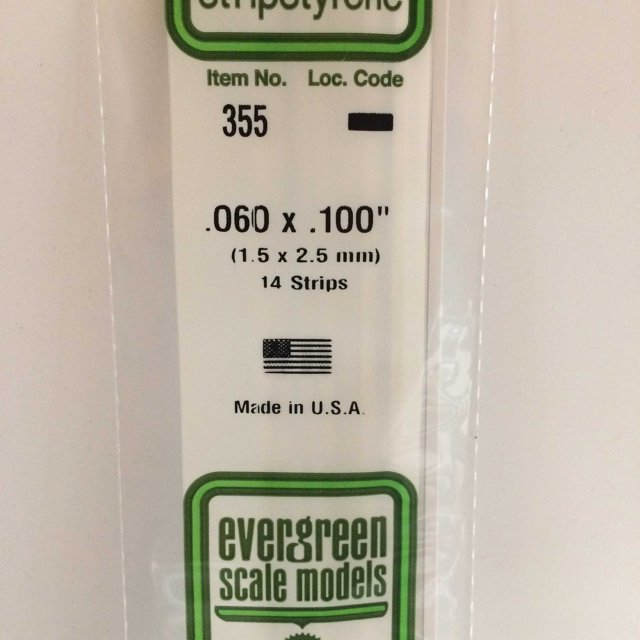 Item No. Loc. Code
355
.060 x .100"
(1.5 x 2.5 mm)
14 Strips
Made in U.S.A.
evergreen
scale models